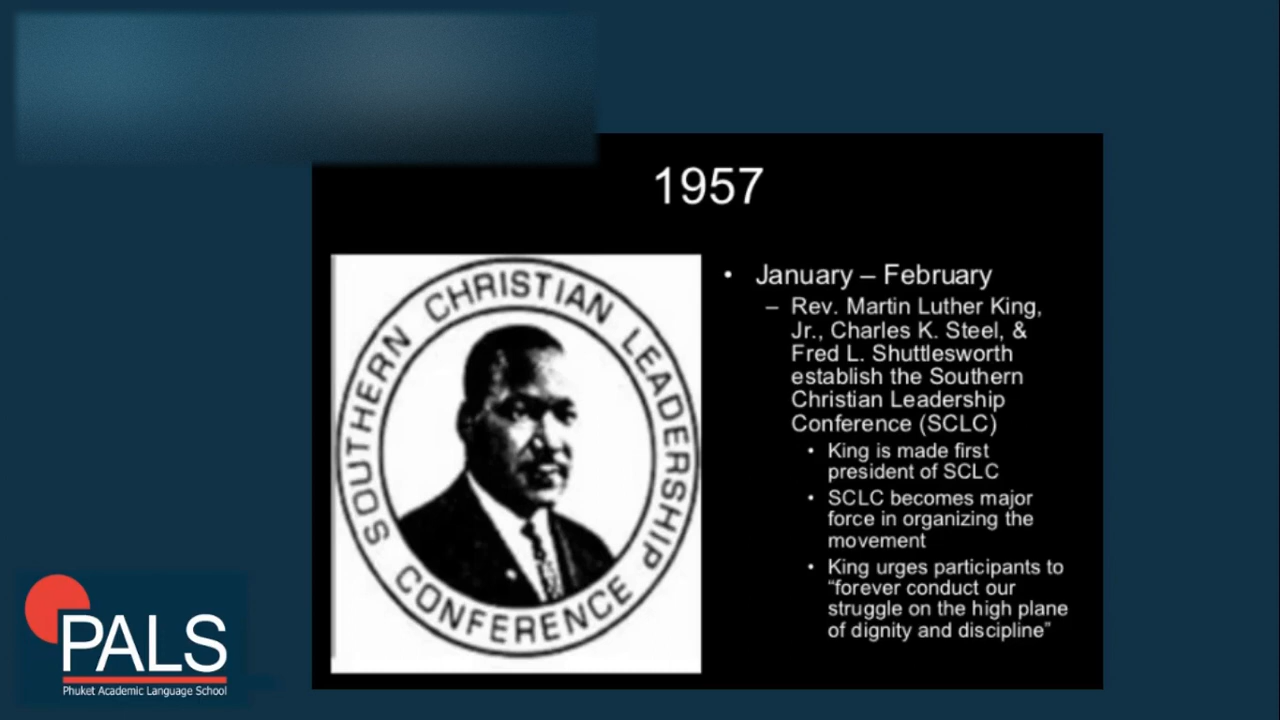 1957
SOUTHERN CHRISTIAN LEADERSHIP CONFERENCE
• January – February
– Rev. Martin Luther King,
Jr., Charles K. Steel, &
Fred L. Shuttlesworth
establish the Southern
Christian Leadership
Conference (SCLC)
• King is made first
president of SCLC
• SCLC becomes major
force in organizing the
movement
• King urges participants to
“forever conduct our
struggle on the high plane
of dignity and discipline”
PALS
Phuket Academic Language School